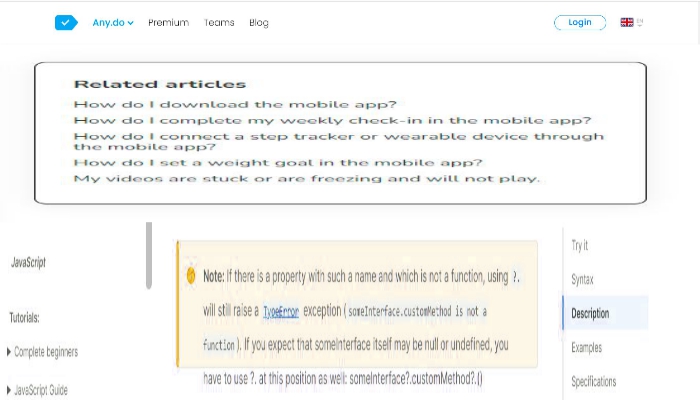 Any.do Premium Teams Blog Login EN
Related articles
How do I download the mobile app?
How do I complete my weekly check-in in the mobile app?
How do I connect a step tracker or wearable device through
the mobile app?
How do I set a weight goal in the mobile app?
My videos are stuck or are freezing and will not play.
JavaScript
Tutorials:
Complete beginners
JavaScript Guide
Note: If there is a property with such a name and which is not a function, using ?.
will still raise a TypeError exception (someInterface.customMethod is not a
function). If you expect that someInterface itself may be null or undefined, you
have to use ?. at this position as well: someInterface?.customMethod?.()
Try it
Syntax
Description
Examples
Specifications